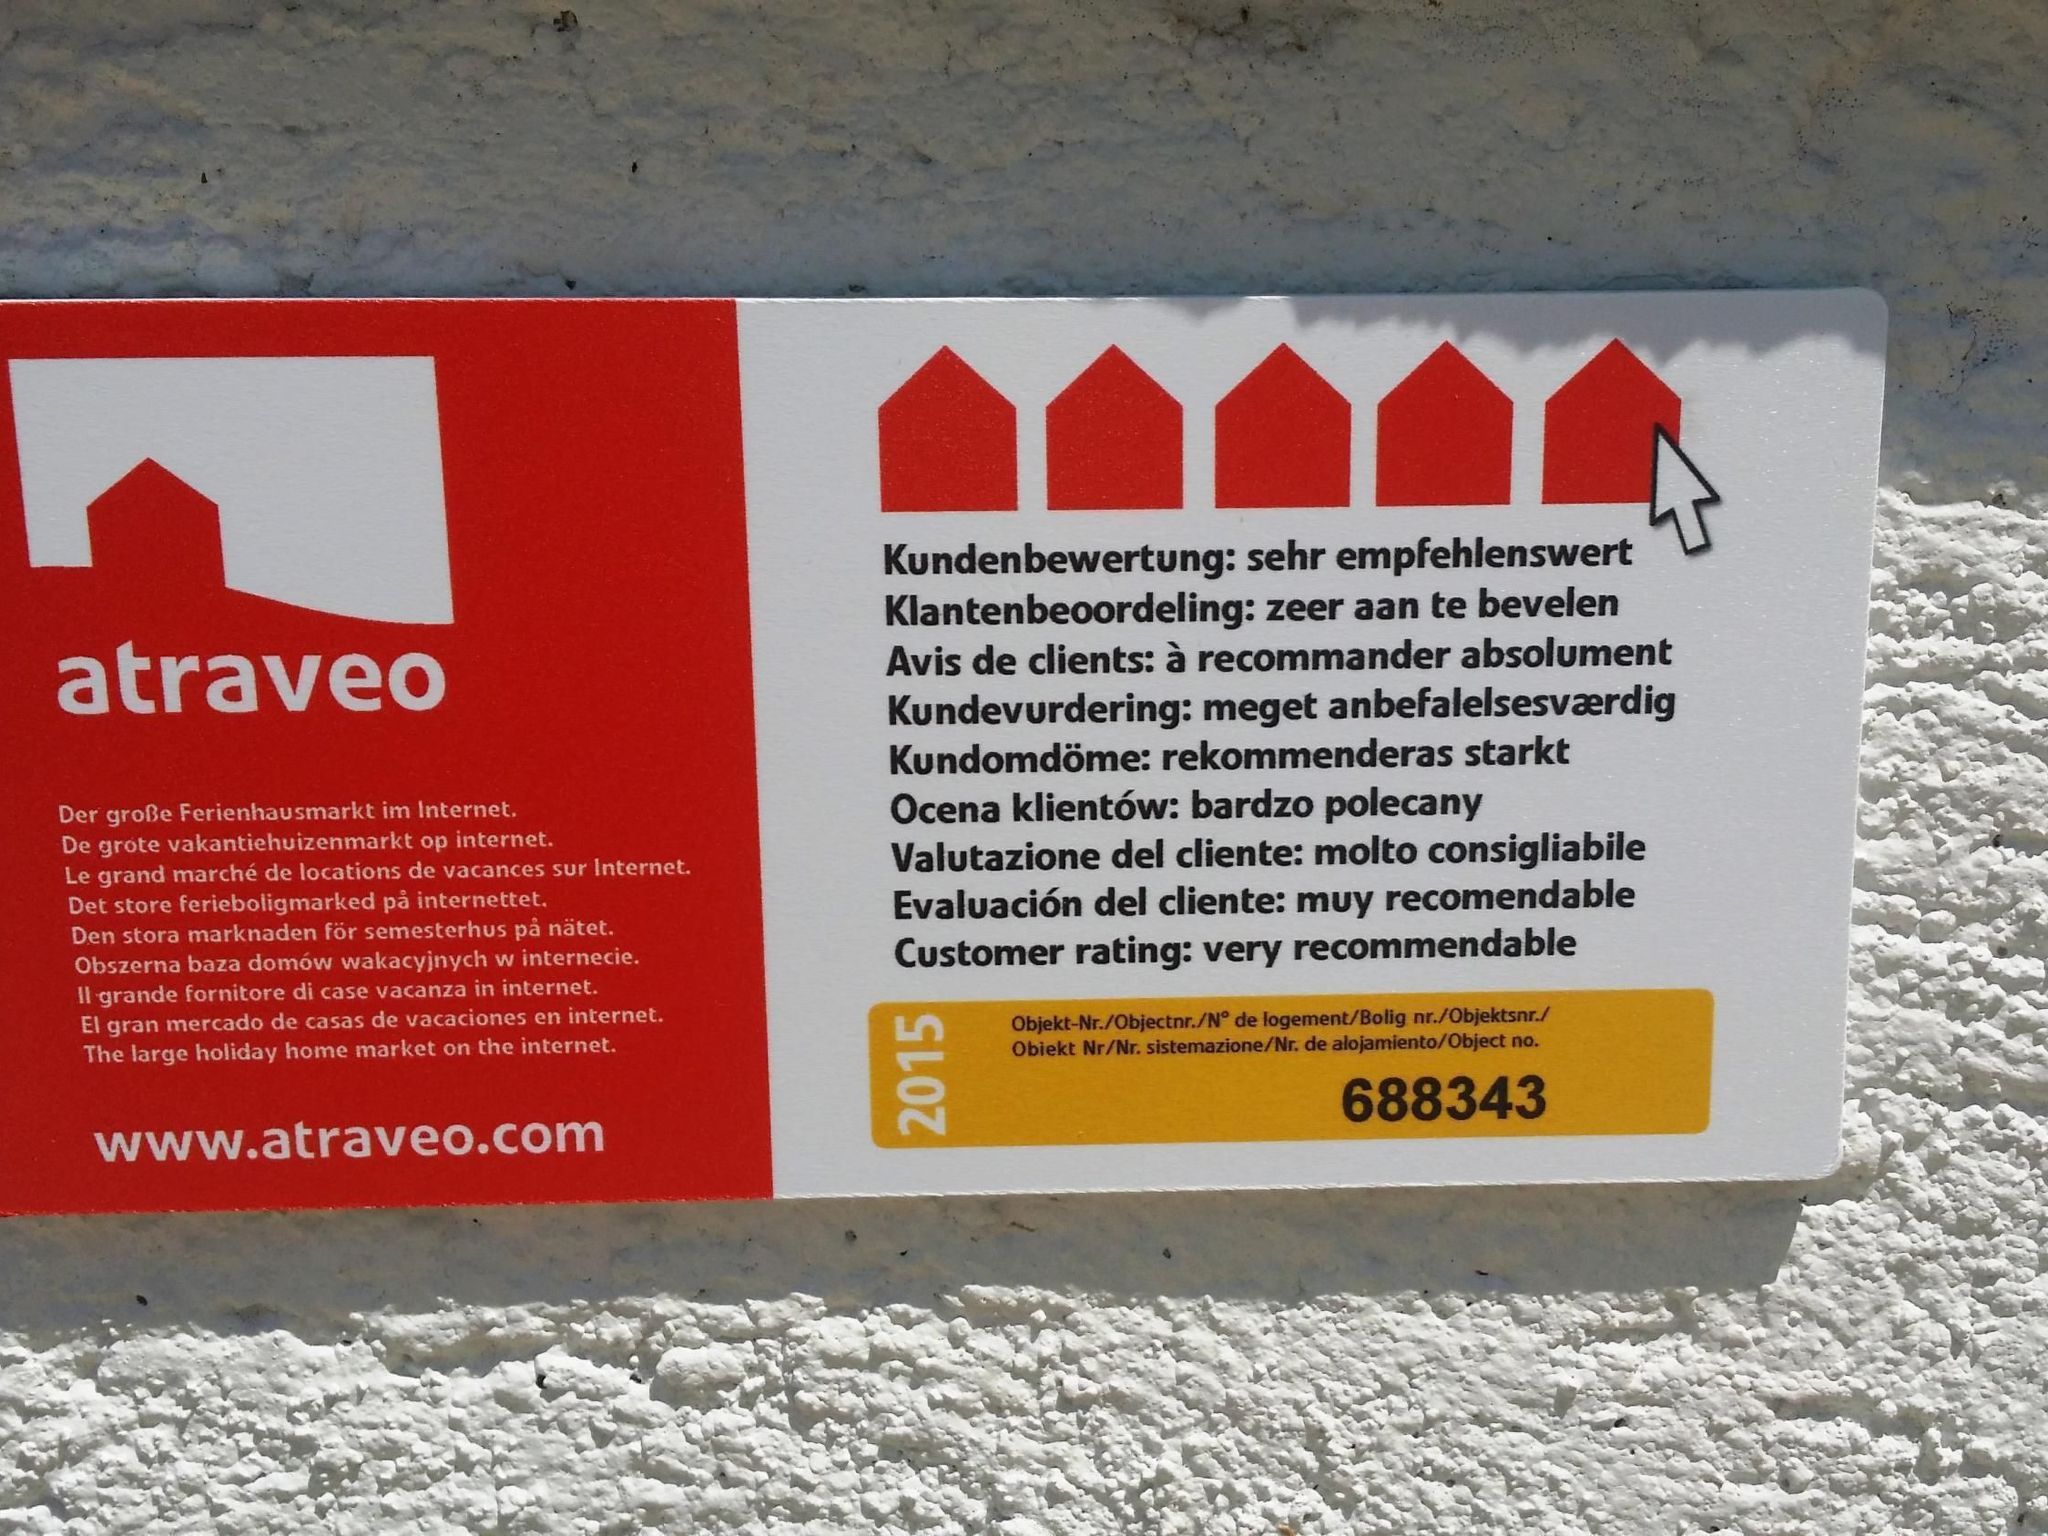 atraveo
Der große Ferienhausmarkt im Internet.
De grote vakantiehuizenmarkt op internet.
Le grand marché de locations de vacances sur Internet.
Det store ferieboligmarked på internettet.
Den stora marknaden för semesterhus på nätet.
Obszerna baza domów wakacyjnych w internecie.
Il grande fornitore di case vacanza in internet.
El gran mercado de casas de vacaciones en internet.
The large holiday home market on the internet.
www.atraveo.com
Kundenbewertung: sehr empfehlenswert
Klantenbeoordeling: zeer aan te bevelen
Avis de clients: à recommander absolument
Kundevurdering: meget anbefalelsesværdig
Kundomdöme: rekommenderas starkt
Ocena klientów: bardzo polecany
Valutazione del cliente: molto consigliabile
Evaluación del cliente: muy recomendable
Customer rating: very recommendable
2015
Objekt-Nr./Objectnr./N° de logement/Bolig nr./Objektsnr./
Obiekt Nr/Nr. sistemazione/Nr. de alojamiento/Object no.
688343